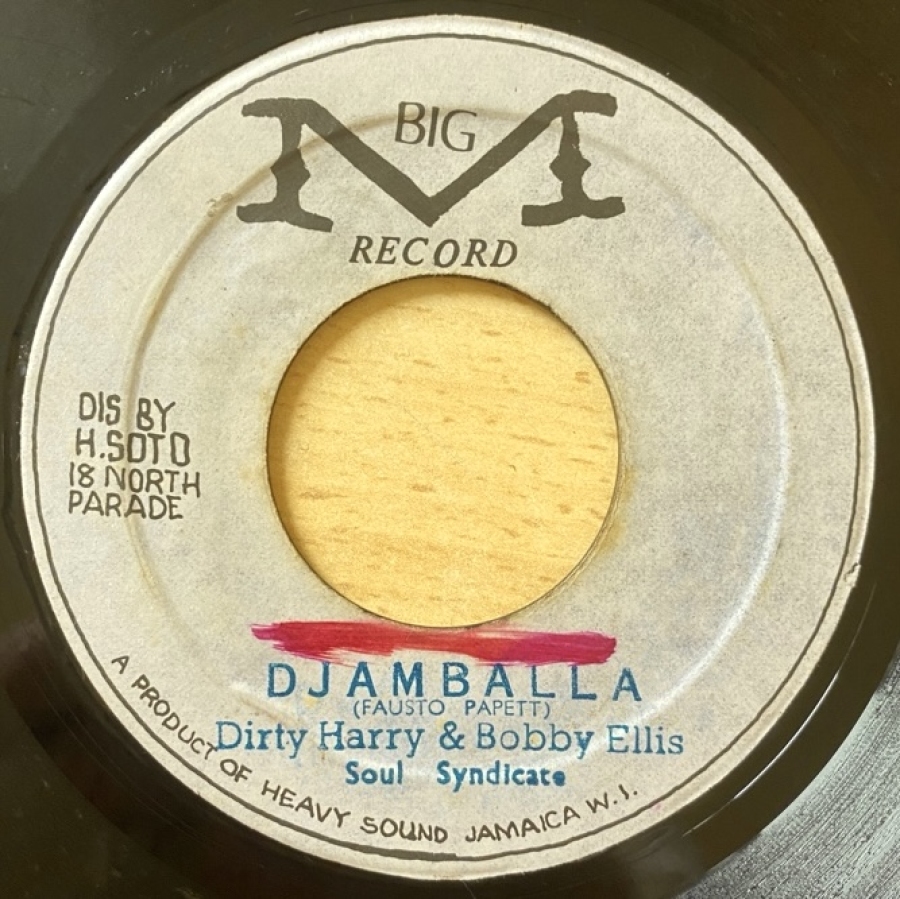 BIG
M
RECORD
DIS BY
H.SOTO
18 NORTH
PARADE
DJAMBALLA
(FAUSTO PAPETT)
Dirty Harry & Bobby Ellis
Soul Syndicate
A PRODUCT OF HEAVY SOUND JAMAICA W.I.